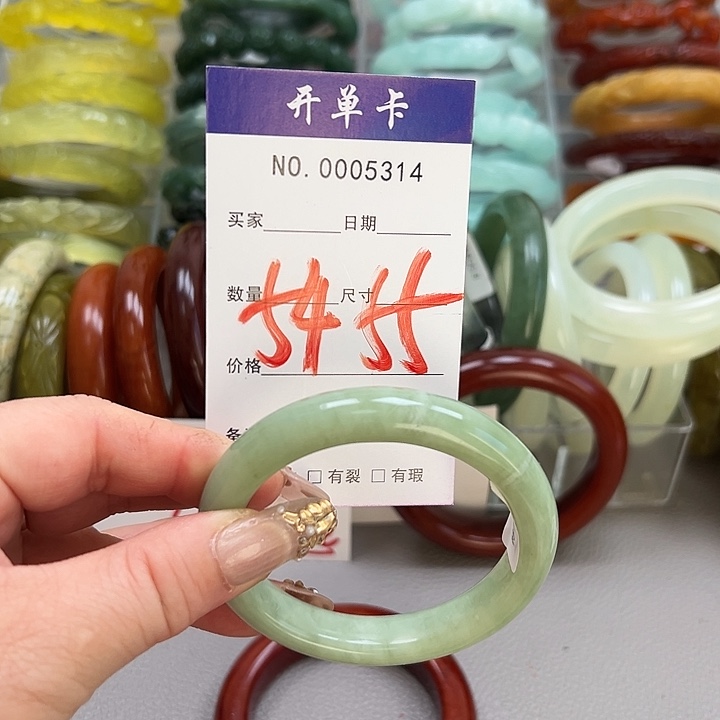 开单卡
NO. 0005314
买家 日期
数量 尺寸
54 55
价格
□有裂 □有瑕